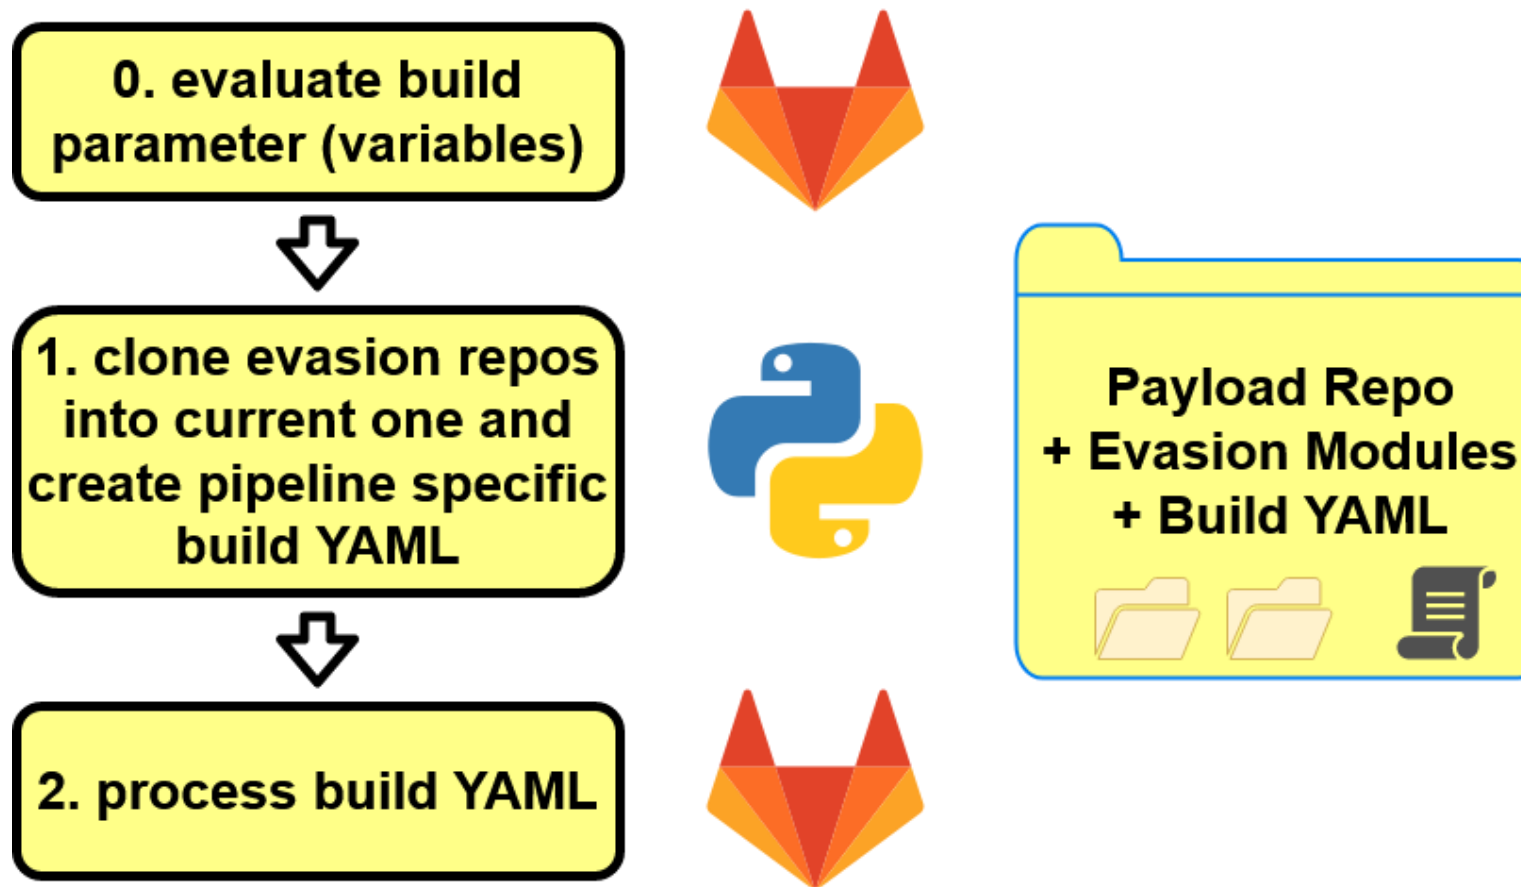 0. evaluate build
parameter (variables)
1. clone evasion repos
into current one and
create pipeline specific
build YAML
2. process build YAML
Payload Repo
+ Evasion Modules
+ Build YAML